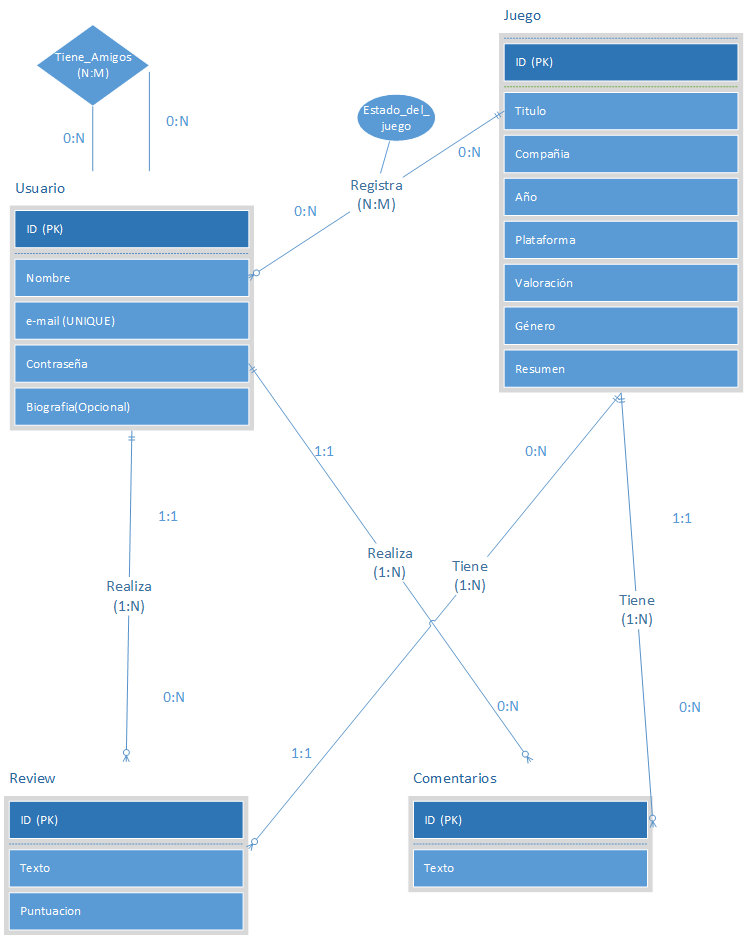 Juego
Tiene_Amigos
(N:M)
ID (PK)
Estado_del_
juego
Titulo
0:N
0:N
0:N
Compañia
Usuario
Registra
(N:M)
Año
0:N
ID (PK)
Plataforma
Nombre
Valoración
e-mail (UNIQUE)
Género
Contraseña
Resumen
Biografia(Opcional)
1:1
0:N
1:1
1:1
Realiza
(1:N)
Tiene
(1:N)
Realiza
(1:N)
Tiene
(1:N)
0:N
0:N
0:N
1:1
Review
Comentarios
ID (PK)
ID (PK)
Texto
Texto
Puntuacion